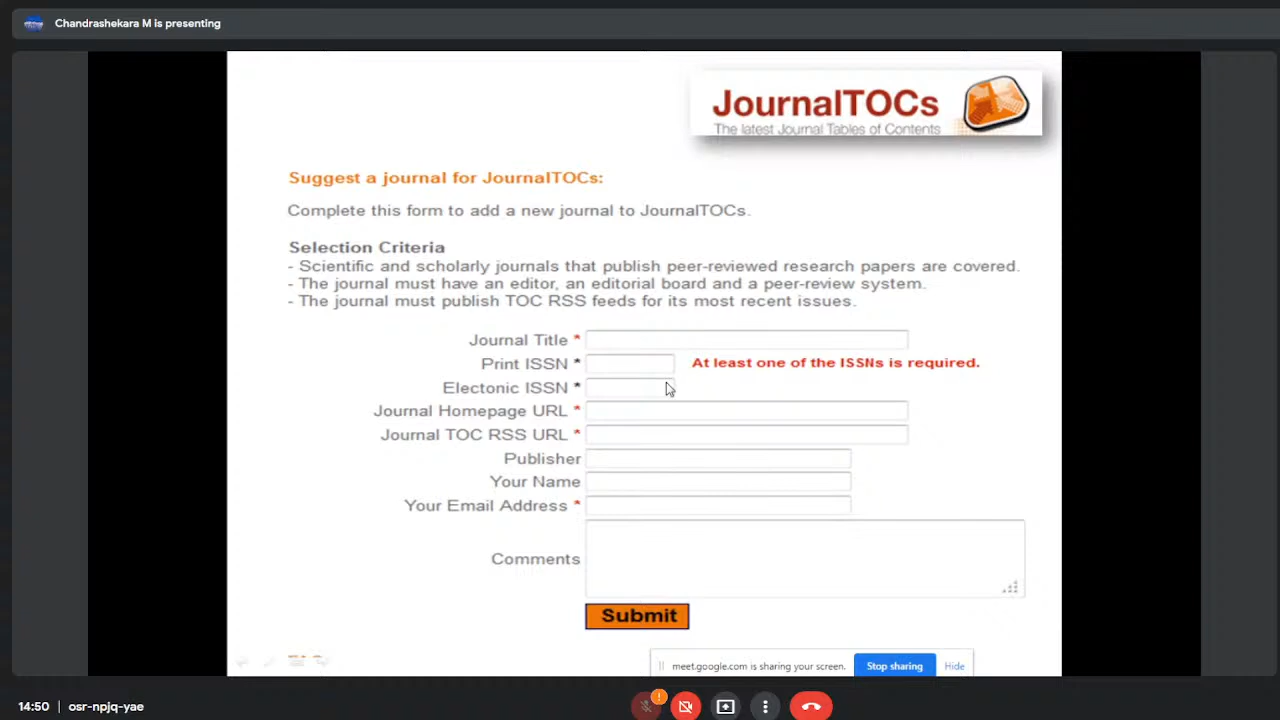 Chandrashekara M is presenting
JournalTOCs
The latest Journal Tables of Contents
Suggest a journal for JournalTOCs:
Complete this form to add a new journal to JournalTOCs.
Selection Criteria
- Scientific and scholarly journals that publish peer-reviewed research papers are covered.
- The journal must have an editor, an editorial board and a peer-review system.
- The journal must publish TOC RSS feeds for its most recent issues.
Journal Title *
Print ISSN * At least one of the ISSNs is required.
Electonic ISSN *
Journal Homepage URL *
Journal TOC RSS URL *
Publisher
Your Name
Your Email Address *
Comments
Submit
meet.google.com is sharing your screen. Stop sharing Hide
14:50 | osr-npjq-yae !